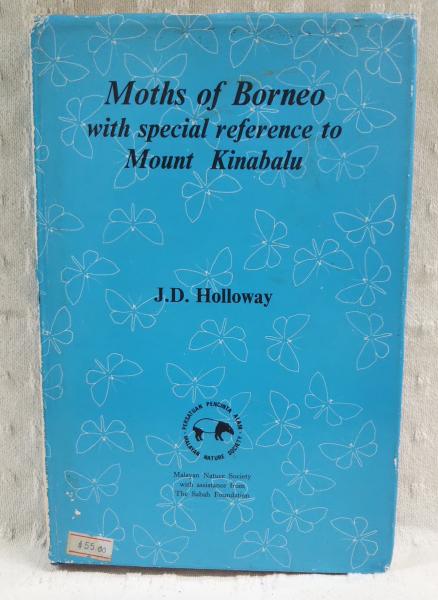 Moths of Borneo
with special reference to
Mount Kinabalu
J.D. Holloway
PERSATUAN PENCINTA ALAM
MALAYAN NATURE SOCIETY
Malayan Nature Society
with assistance from
The Sabah Foundation
$55.00